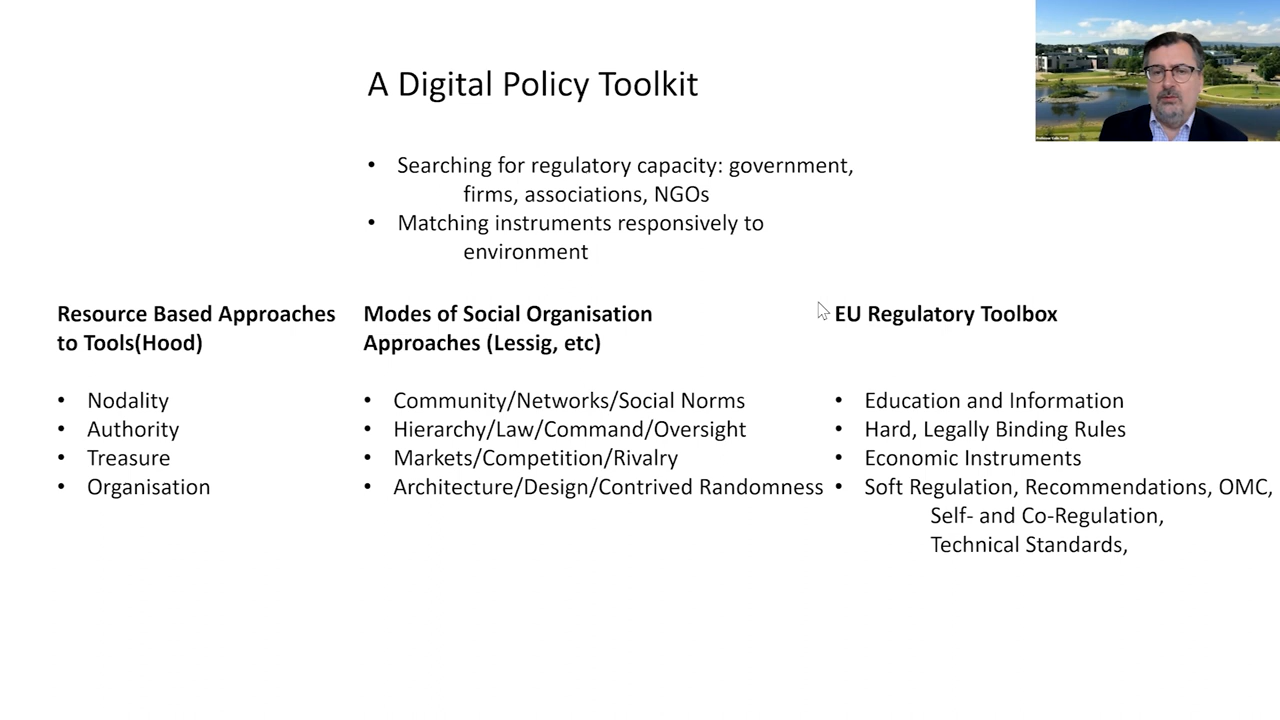 A Digital Policy Toolkit
• Searching for regulatory capacity: government,
firms, associations, NGOs
• Matching instruments responsively to
environment
Resource Based Approaches
to Tools(Hood)
• Nodality
• Authority
• Treasure
• Organisation
Modes of Social Organisation
Approaches (Lessig, etc)
• Community/Networks/Social Norms
• Hierarchy/Law/Command/Oversight
• Markets/Competition/Rivalry
• Architecture/Design/Contrived Randomness
EU Regulatory Toolbox
• Education and Information
• Hard, Legally Binding Rules
• Economic Instruments
• Soft Regulation, Recommendations, OMC,
Self- and Co-Regulation,
Technical Standards,